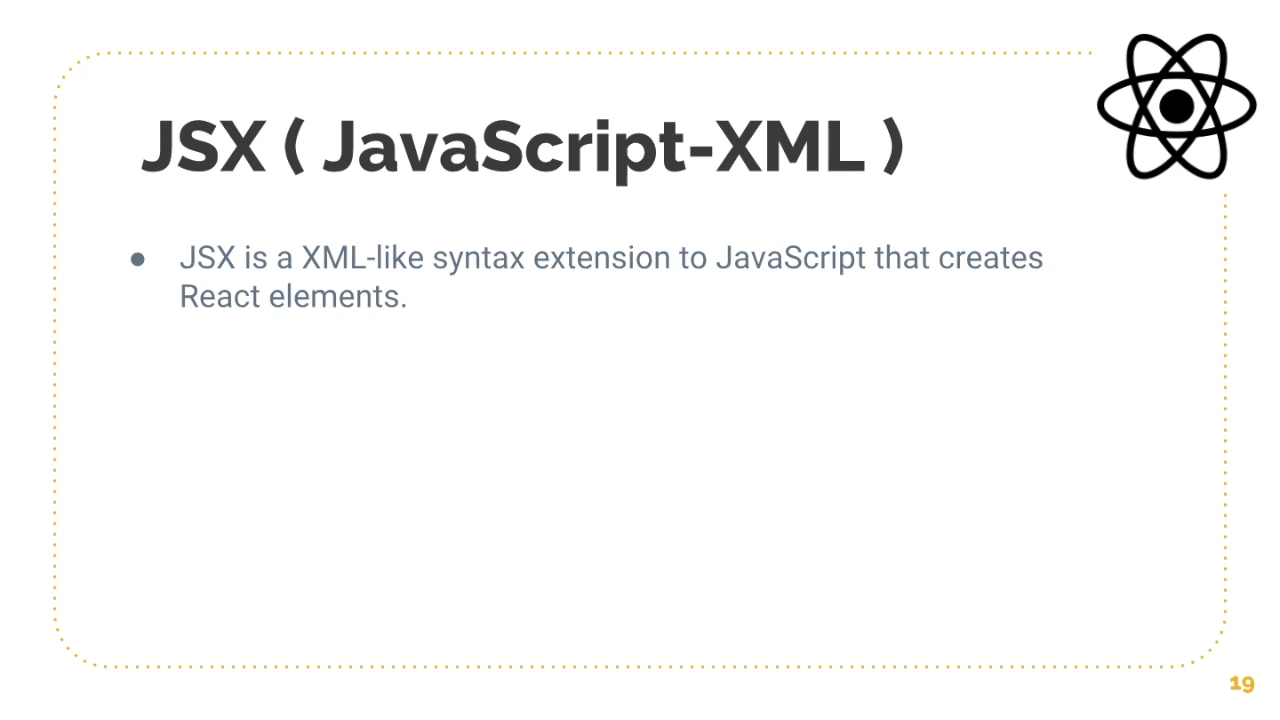 JSX ( JavaScript-XML )
● JSX is a XML-like syntax extension to JavaScript that creates
React elements.
19